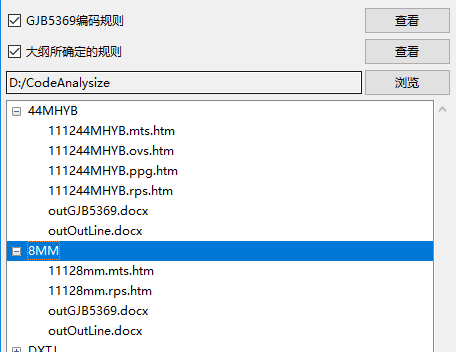 GJB5369编码规则 查看
大纲所确定的规则 查看
D:/CodeAnalysize 浏览
44MHYB
111244MHYB.mts.htm
111244MHYB.ovs.htm
111244MHYB.ppg.htm
111244MHYB.rps.htm
outGJB5369.docx
outOutLine.docx
8MM
11128mm.mts.htm
11128mm.rps.htm
outGJB5369.docx
outOutLine.docx